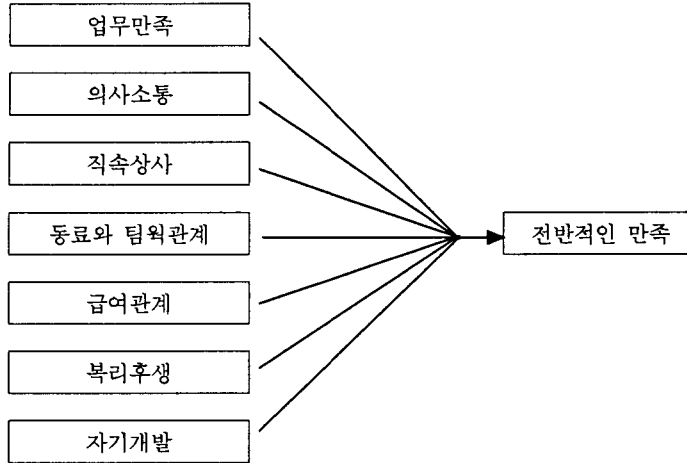 업무만족
의사소통
직속상사
동료와 팀웍관계
급여관계
복리후생
자기개발
전반적인 만족